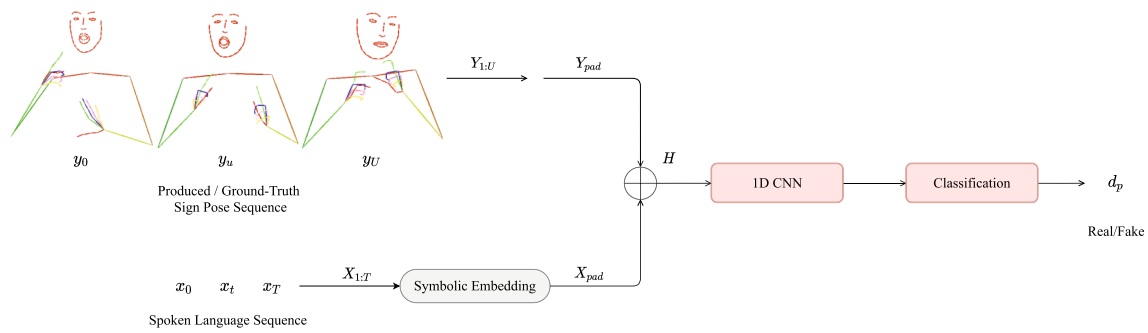 $y_0$ $y_u$ $y_U$
Produced / Ground-Truth
Sign Pose Sequence
$Y_{1:U}$ $Y_{pad}$
$x_0$ $x_t$ $x_T$
Spoken Language Sequence
$X_{1:T}$
Symbolic Embedding
$X_{pad}$
$H$
1D CNN
Classification
$d_p$
Real/Fake